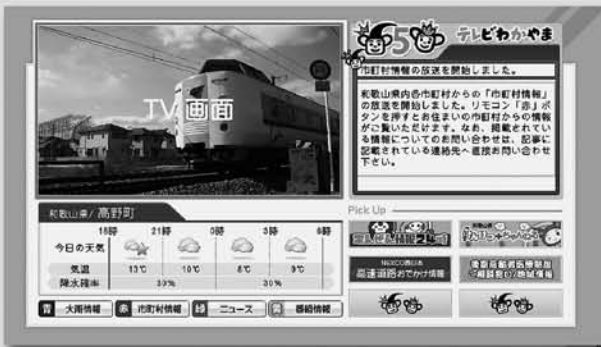 TV 画面
5 テレビわかやま
市町村情報の放送を開始しました。
和歌山県内各市町村からの「市町村情報」
の放送を開始しました。リモコン「赤」ボ
タンを押すとお住まいの市町村からの情報
がご覧いただけます。なお、掲載されてい
る情報についてのお問い合わせは、記事に
記載されている連絡先へ直接お問い合わせ
下さい。
和歌山県/ 高野町
18時 21時 0時 3時 6時
今日の天気
気温 13℃ 10℃ 8℃ 9℃
降水確率 30% 30%
青 大雨情報 赤 市町村情報 緑 ニュース 黄 番組情報
Pick Up
NEXCO西日本
高速道路おでかけ情報
和歌山県